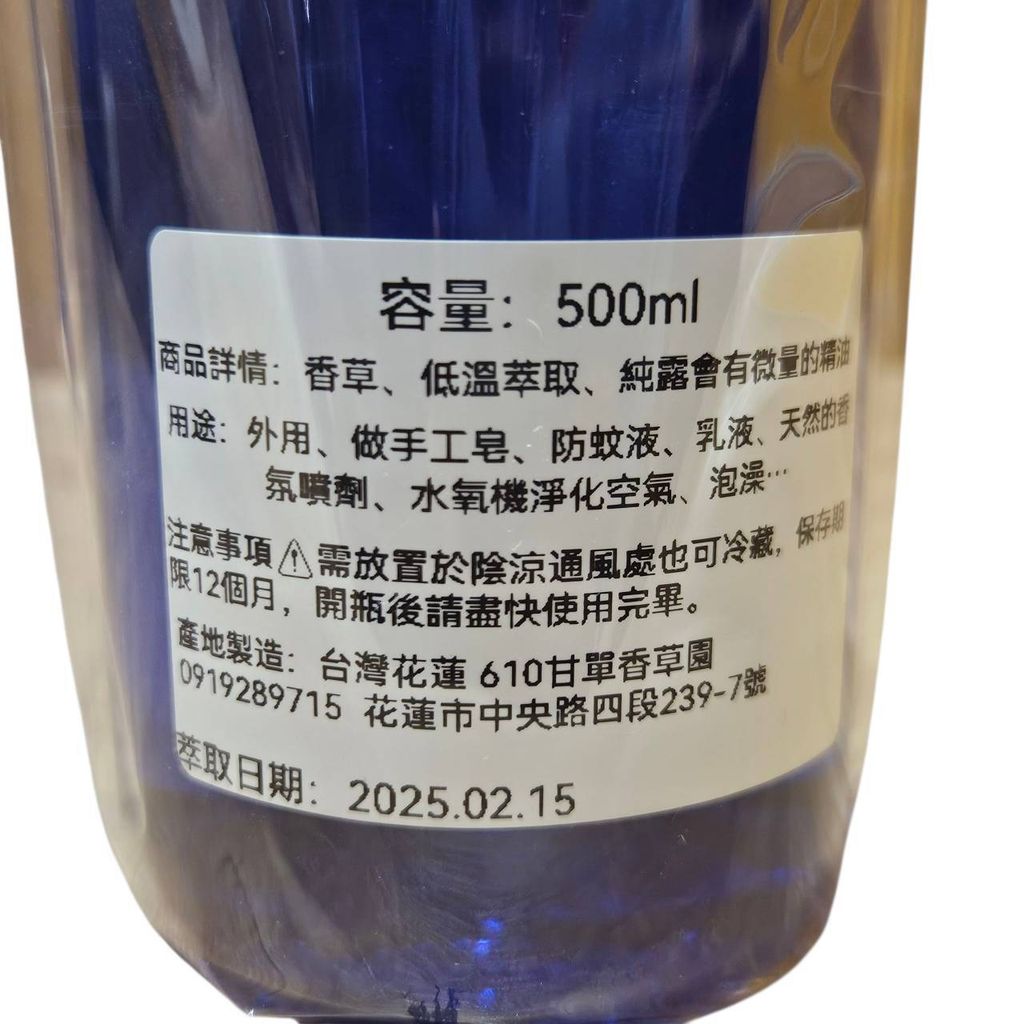 容量：500ml
商品詳情：香草、低溫萃取、純露會有微量的精油
用途：外用、做手工皂、防蚊液、乳液、天然的香
氛噴劑、水氧機淨化空氣、泡澡…
注意事項⚠需放置於陰涼通風處也可冷藏，保存期
限12個月，開瓶後請盡快使用完畢。
產地製造：台灣花蓮 610甘單香草園
0919289715 花蓮市中央路四段239-7號
萃取日期：2025.02.15